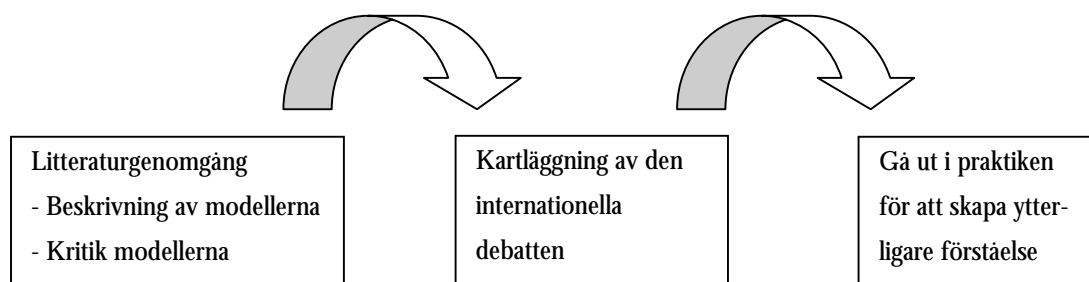 Litteraturgenomgång
- Beskrivning av modellerna
- Kritik modellerna
Kartläggning av den
internationella
debatten
Gå ut i praktiken
för att skapa ytter-
ligare förståelse